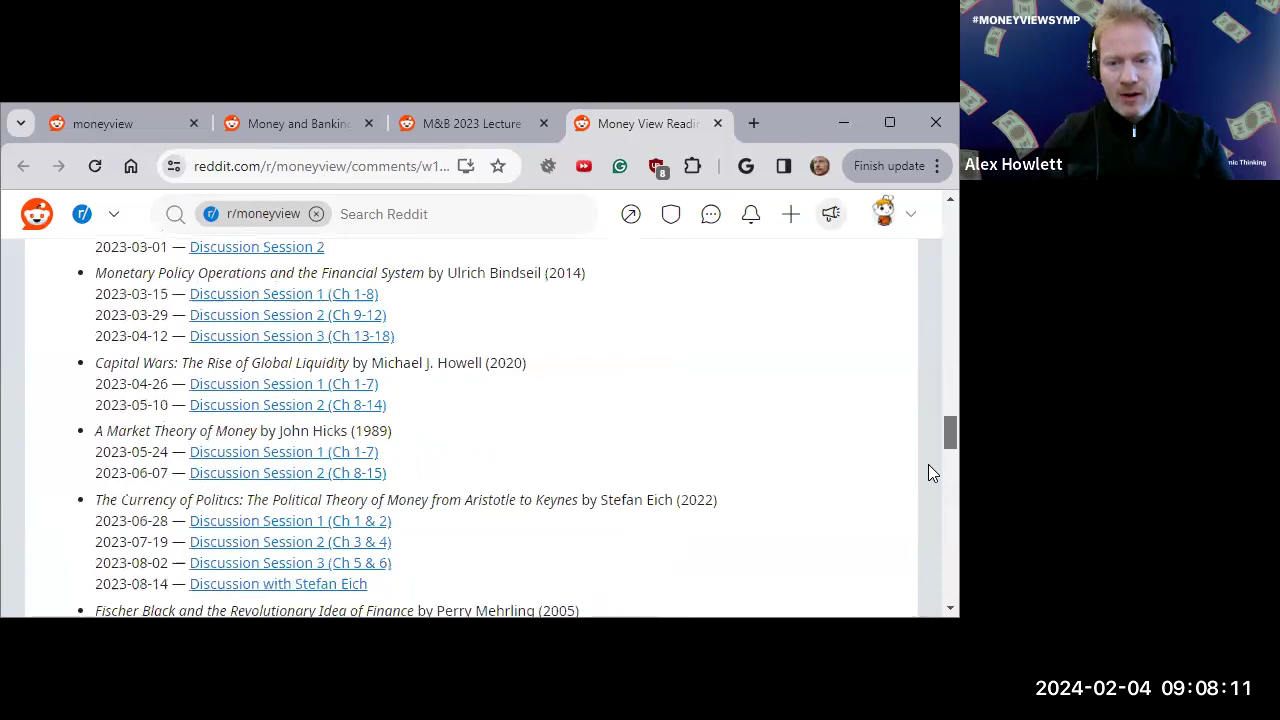 #MONEYVIEWSYMP
moneyview
Money and Bankin
M&B 2023 Lecture
Money View Readi
reddit.com/r/moneyview/comments/w1...
8
Finish update
mic Thinking
Alex Howlett
r/moneyview
Search Reddit
2023-03-01 — Discussion Session 2
• Monetary Policy Operations and the Financial System by Ulrich Bindseil (2014)
2023-03-15 — Discussion Session 1 (Ch 1-8)
2023-03-29 — Discussion Session 2 (Ch 9-12)
2023-04-12 — Discussion Session 3 (Ch 13-18)
• Capital Wars: The Rise of Global Liquidity by Michael J. Howell (2020)
2023-04-26 — Discussion Session 1 (Ch 1-7)
2023-05-10 — Discussion Session 2 (Ch 8-14)
• A Market Theory of Money by John Hicks (1989)
2023-05-24 — Discussion Session 1 (Ch 1-7)
2023-06-07 — Discussion Session 2 (Ch 8-15)
• The Currency of Politics: The Political Theory of Money from Aristotle to Keynes by Stefan Eich (2022)
2023-06-28 — Discussion Session 1 (Ch 1 & 2)
2023-07-19 — Discussion Session 2 (Ch 3 & 4)
2023-08-02 — Discussion Session 3 (Ch 5 & 6)
2023-08-14 — Discussion with Stefan Eich
• Fischer Black and the Revolutionary Idea of Finance by Perry Mehrling (2005)
2024-02-04 09:08:11